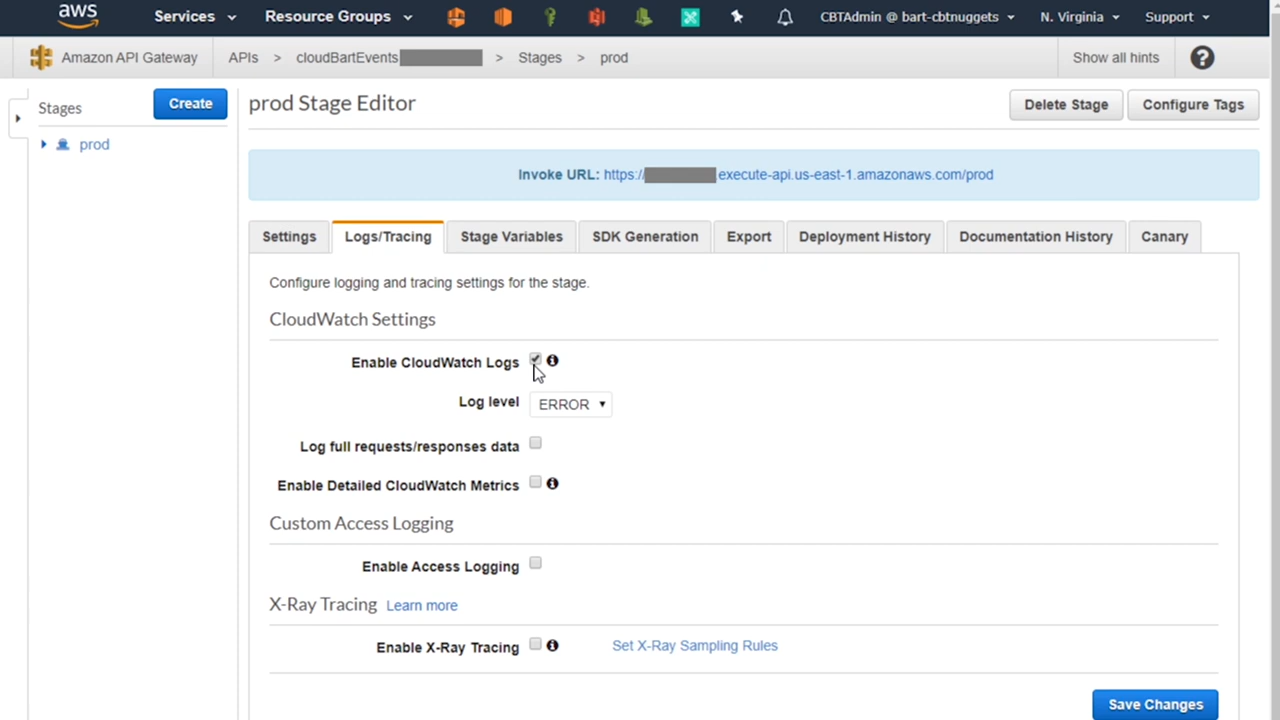 aws Services Resource Groups CBTAdmin @ bart-cbtnuggets N. Virginia Support
Amazon API Gateway APIs > cloudBartEvents > Stages > prod Show all hints ?
Stages Create prod Stage Editor Delete Stage Configure Tags
prod
Invoke URL: https:// execute-api.us-east-1.amazonaws.com/prod
Settings Logs/Tracing Stage Variables SDK Generation Export Deployment History Documentation History Canary
Configure logging and tracing settings for the stage.
CloudWatch Settings
Enable CloudWatch Logs
Log level ERROR
Log full requests/responses data
Enable Detailed CloudWatch Metrics
Custom Access Logging
Enable Access Logging
X-Ray Tracing Learn more
Enable X-Ray Tracing Set X-Ray Sampling Rules
Save Changes